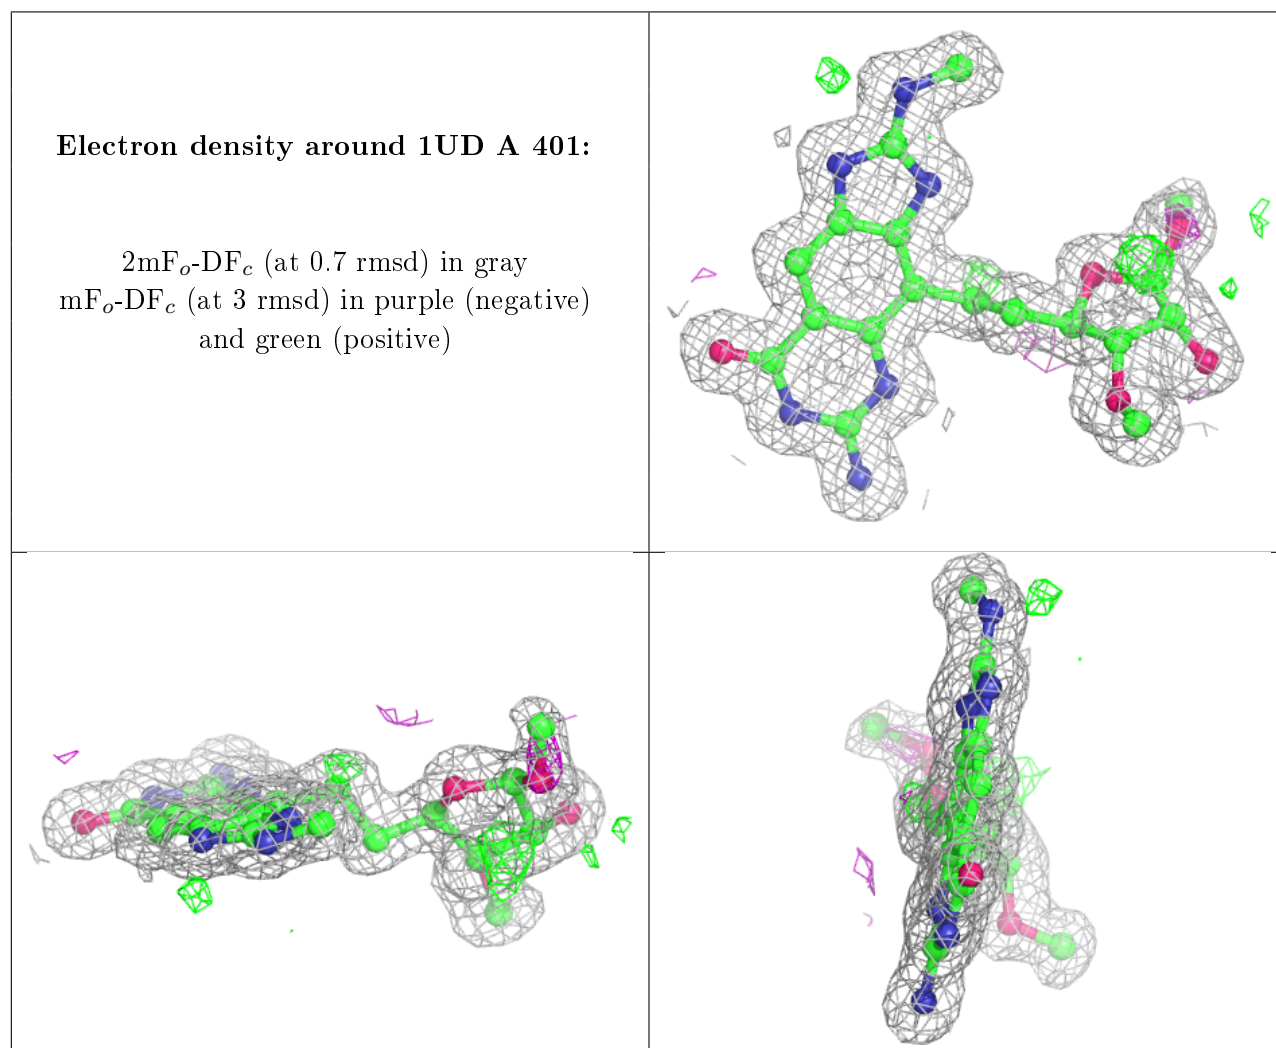 Electron density around 1UD A 401:
2mFₒ-DF𝒸 (at 0.7 rmsd) in gray
mFₒ-DF𝒸 (at 3 rmsd) in purple (negative)
and green (positive)